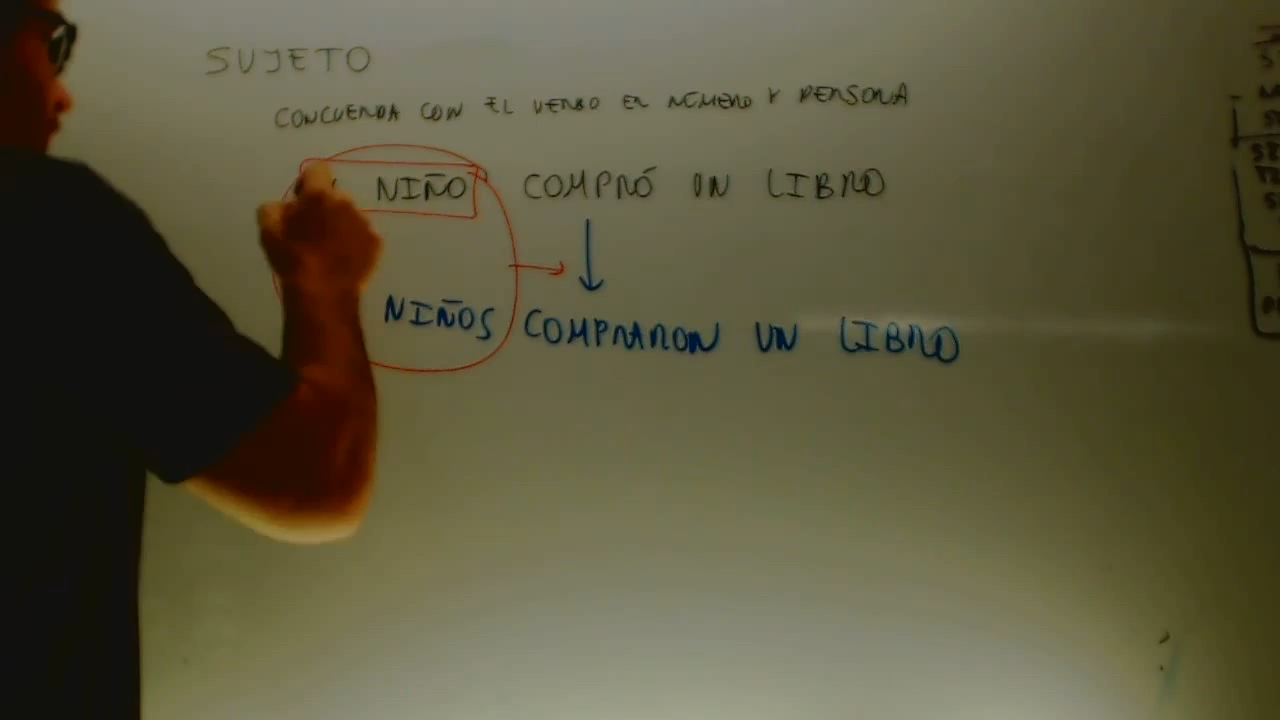 SUJETO
CONCUERDA CON EL VERBO EN NÚMERO Y PERSONA
NIÑO COMPRÓ UN LIBRO
NIÑOS COMPRARON UN LIBRO